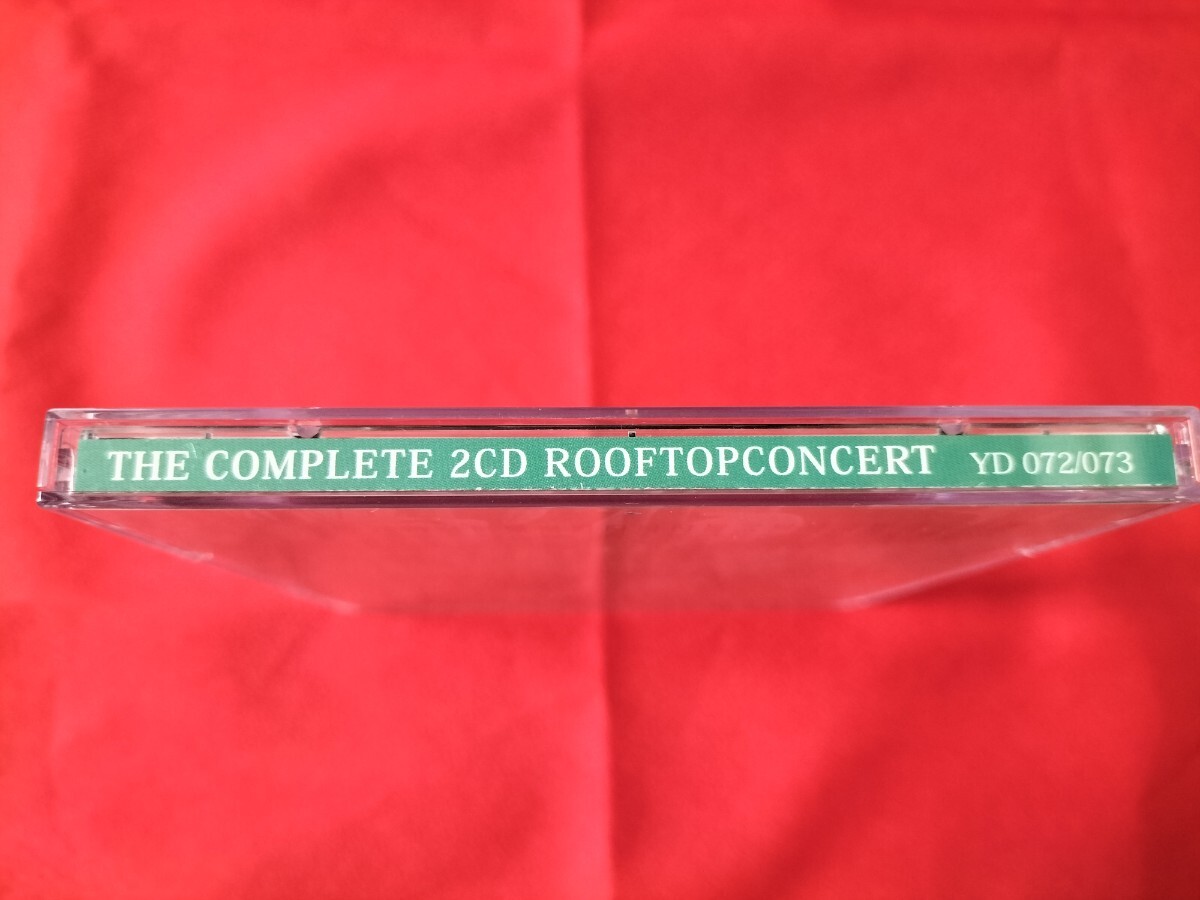 THE COMPLETE 2CD ROOFTOPCONCERT YD 072/073